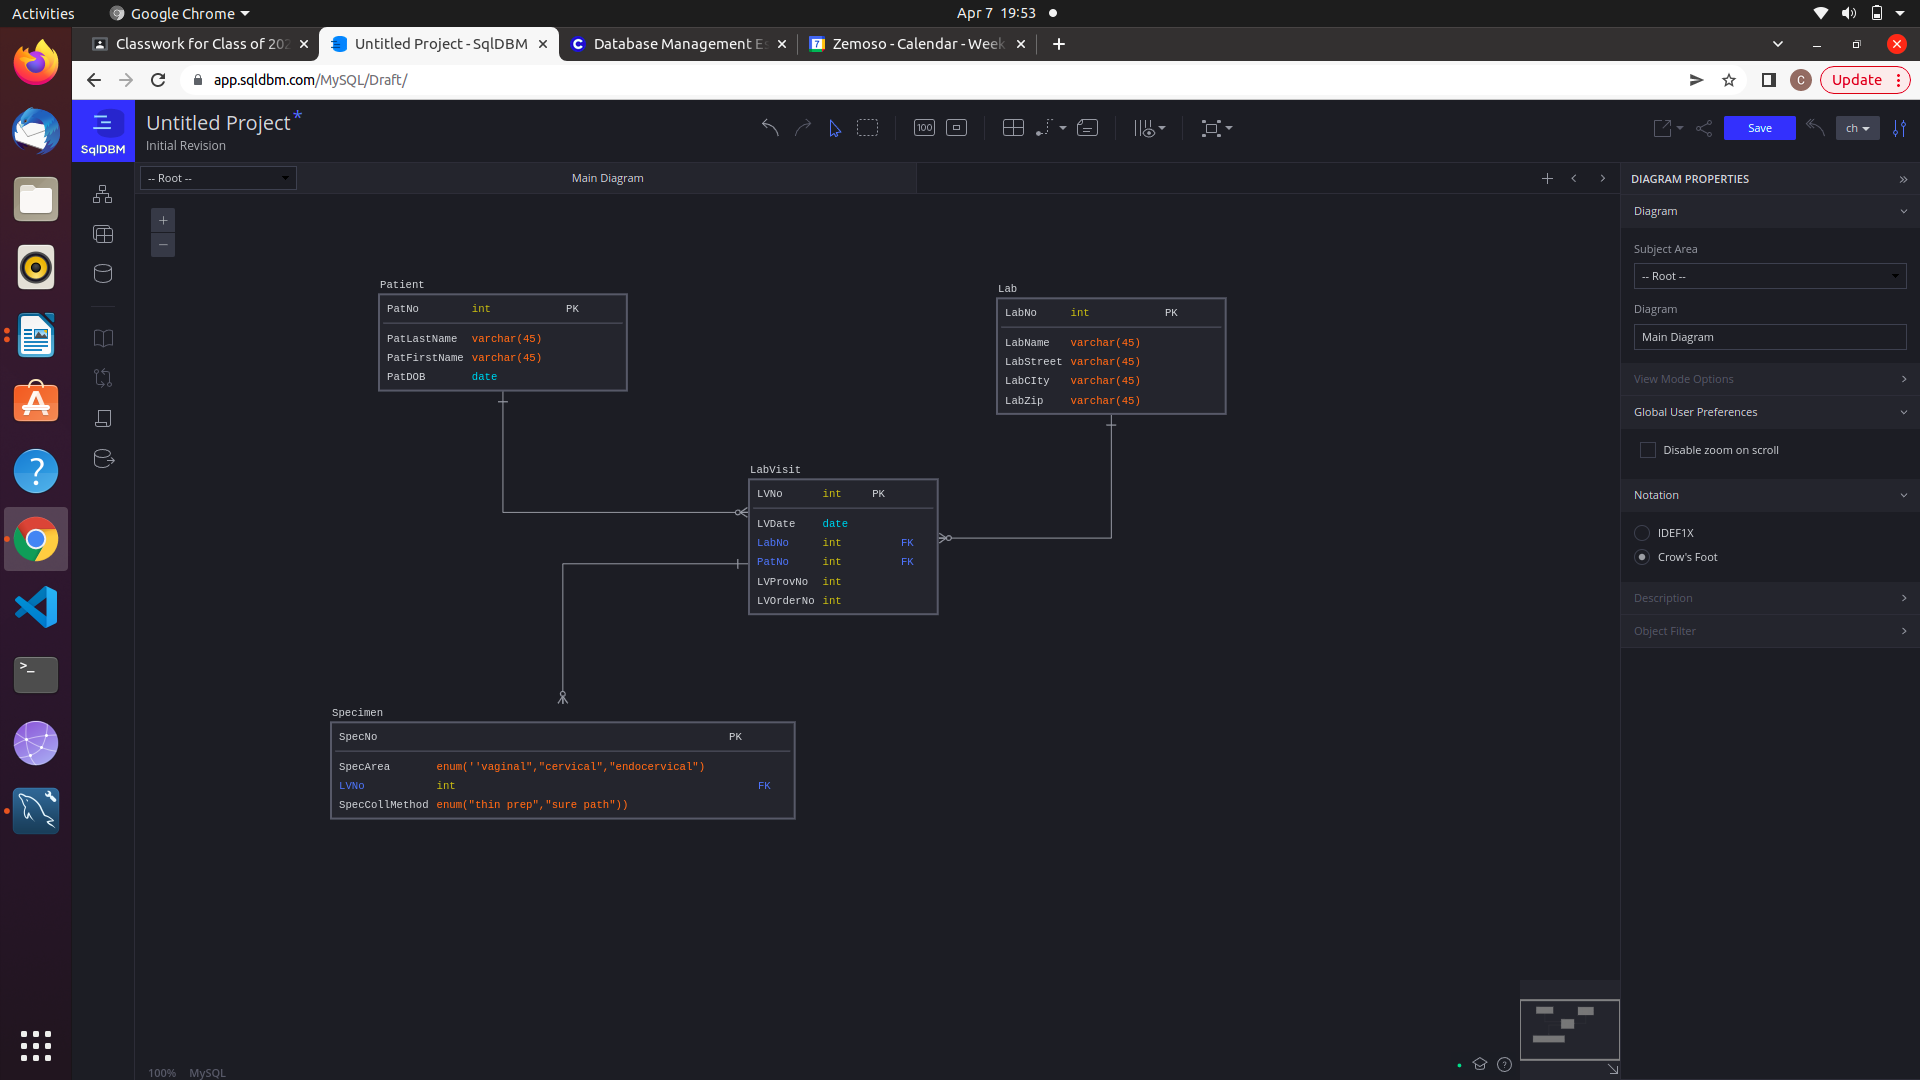 Activities
Google Chrome
Apr 7 19:53
Classwork for Class of 202
Untitled Project - SqlDBM
Database Management Es
Zemoso - Calendar - Week
app.sqldbm.com/MySQL/Draft/
C
Update
SqlDBM
Untitled Project*
Initial Revision
100
Save
ch
-- Root --
Main Diagram
DIAGRAM PROPERTIES
Diagram
Subject Area
-- Root --
Diagram
Main Diagram
View Mode Options
Global User Preferences
Disable zoom on scroll
Notation
IDEF1X
Crow's Foot
Description
Object Filter
Patient
PatNo int PK
PatLastName varchar(45)
PatFirstName varchar(45)
PatDOB date
Lab
LabNo int PK
LabName varchar(45)
LabStreet varchar(45)
LabCIty varchar(45)
LabZip varchar(45)
LabVisit
LVNo int PK
LVDate date
LabNo int FK
PatNo int FK
LVProvNo int
LVOrderNo int
Specimen
SpecNo PK
SpecArea enum(''vaginal","cervical","endocervical")
LVNo int FK
SpecCollMethod enum("thin prep","sure path"))
100% MySQL